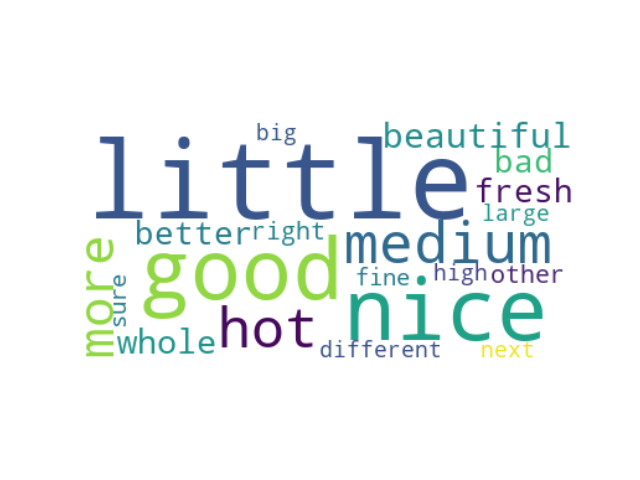 big
beautiful
little
bad
fresh
large
better
right
medium
good
more
sure
fine
high
other
nice
hot
whole
different
next